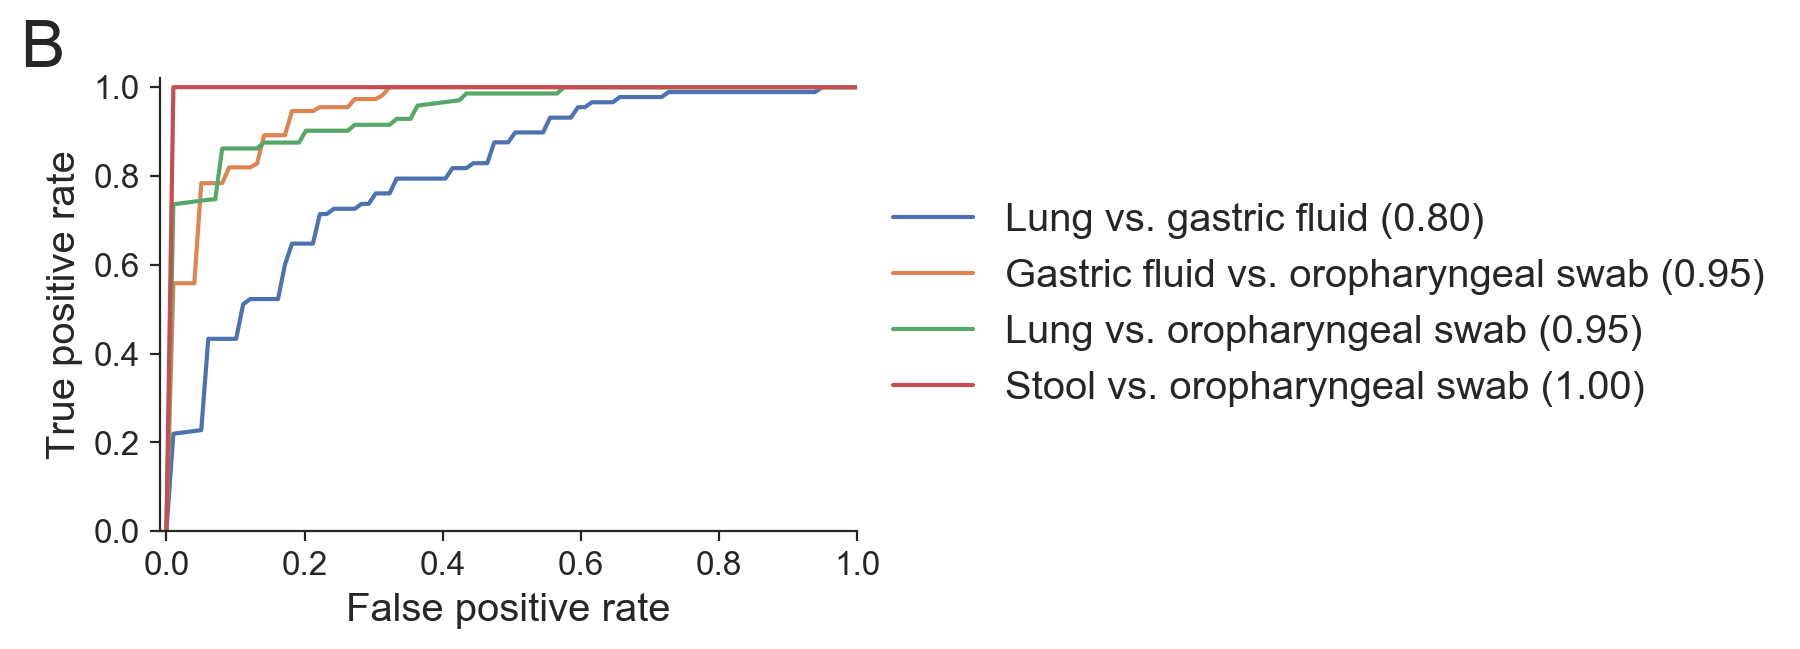 B
1.0
0.8
0.6
0.4
0.2
0.0
True positive rate
0.0 0.2 0.4 0.6 0.8 1.0
False positive rate
Lung vs. gastric fluid (0.80)
Gastric fluid vs. oropharyngeal swab (0.95)
Lung vs. oropharyngeal swab (0.95)
Stool vs. oropharyngeal swab (1.00)